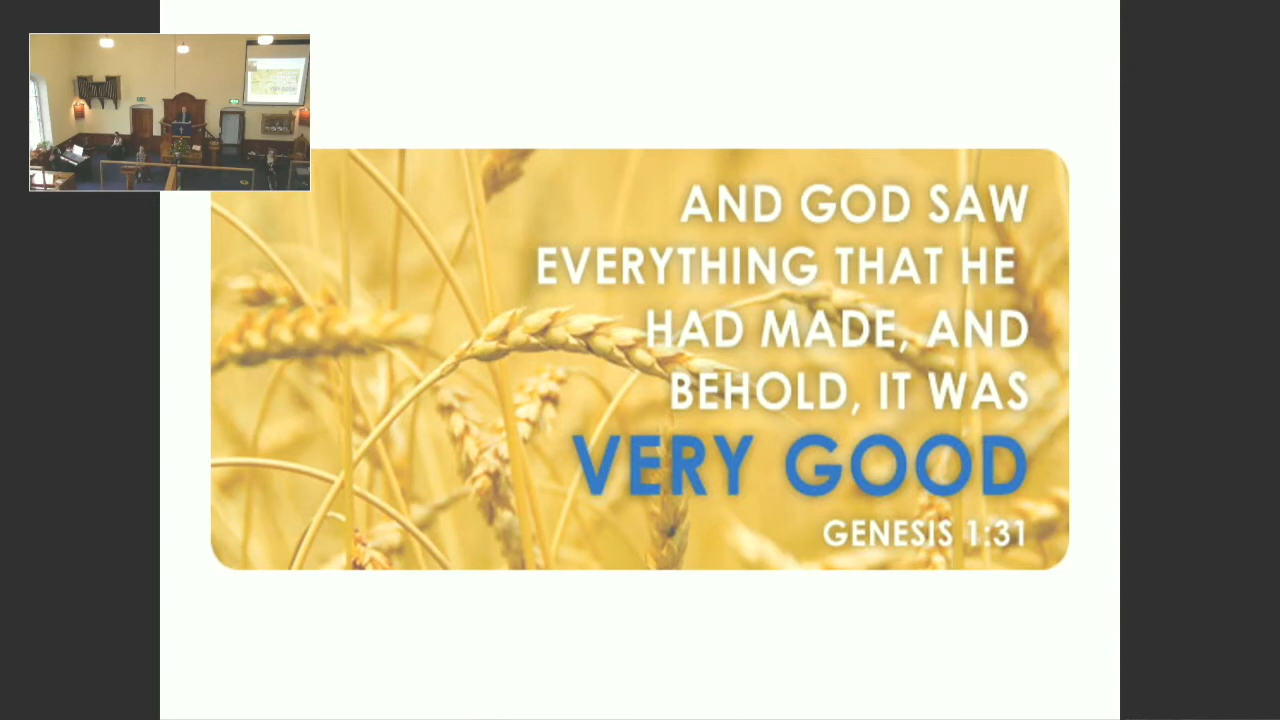 AND GOD SAW
EVERYTHING THAT HE
HAD MADE, AND
BEHOLD, IT WAS
VERY GOOD
GENESIS 1:31